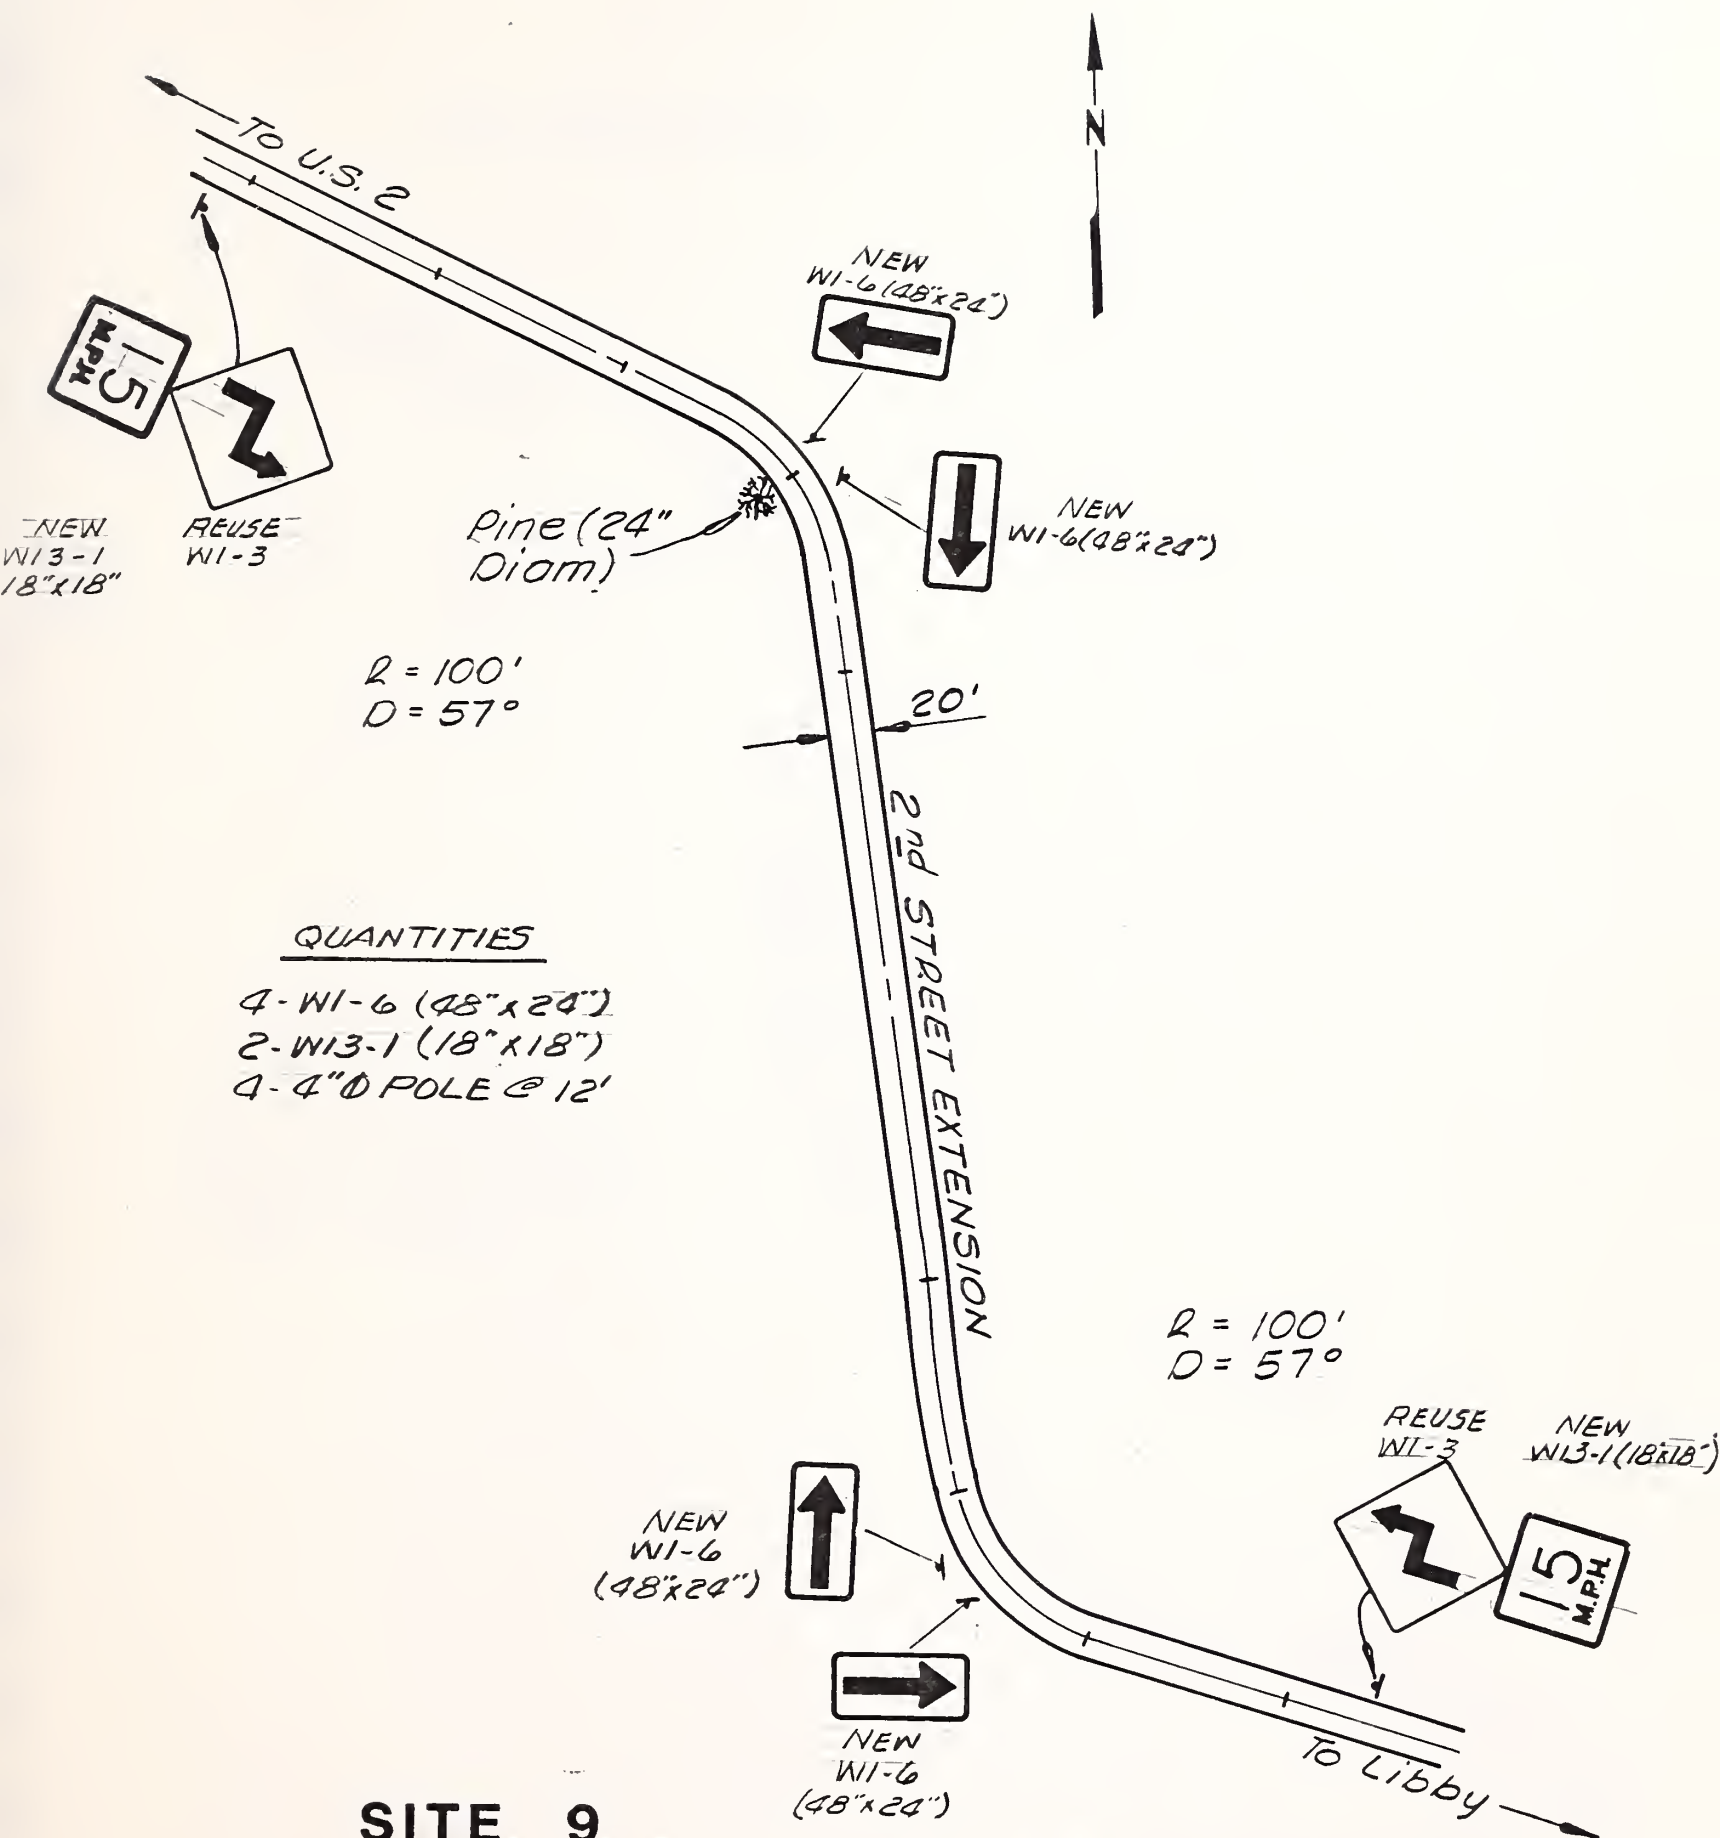 To U.S. 2
N
NEW
W1-6 (48"x24")
15
M.P.H.
NEW
W13-1
18"x18"
REUSE
W1-3
Pine (24"
Diam)
NEW
W1-6 (48"x24")
R = 100'
D = 57°
20'
2nd STREET EXTENSION
QUANTITIES
4-W1-6 (48"x24")
2-W13-1 (18"x18")
4-4"Φ POLE @ 12'
R = 100'
D = 57°
REUSE
W1-3
NEW
W13-1 (18"x18")
15
M.P.H.
NEW
W1-6
(48"x24")
NEW
W1-6
(48"x24")
To Libby
SITE 9